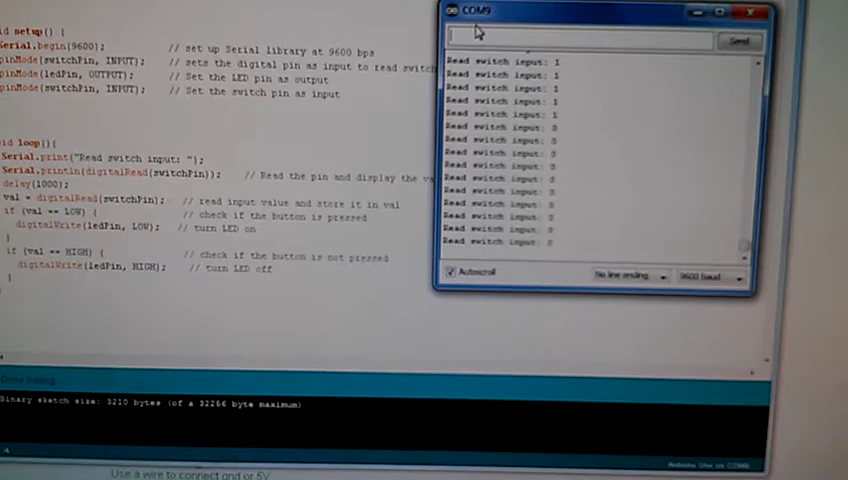 id setup() {
Serial.begin(9600); // set up Serial library at 9600 bps
pinMode(switchPin, INPUT); // sets the digital pin as input to read switch
pinMode(ledPin, OUTPUT); // Set the LED pin as output
pinMode(switchPin, INPUT); // Set the switch pin as input
id loop(){
Serial.print("Read switch input: ");
Serial.println(digitalRead(switchPin)); // Read the pin and display the va
delay(1000);
val = digitalRead(switchPin); // read input value and store it in val
if (val == LOW) { // check if the button is pressed
digitalWrite(ledPin, LOW); // turn LED on
}
if (val == HIGH) { // check if the button is not pressed
digitalWrite(ledPin, HIGH); // turn LED off
}
COM9
Send
Read switch input: 1
Read switch input: 1
Read switch input: 1
Read switch input: 1
Read switch input: 1
Read switch input: 0
Read switch input: 0
Read switch input: 0
Read switch input: 0
Read switch input: 0
Read switch input: 0
Read switch input: 0
Read switch input: 0
Read switch input: 0
Read switch input: 0
Autoscroll
No line ending
9600 baud
Done Saving.
Binary sketch size: 3210 bytes (of a 32256 byte maximum)
4
Arduino Uno on COM9
Use a wire to connect gnd or 5V